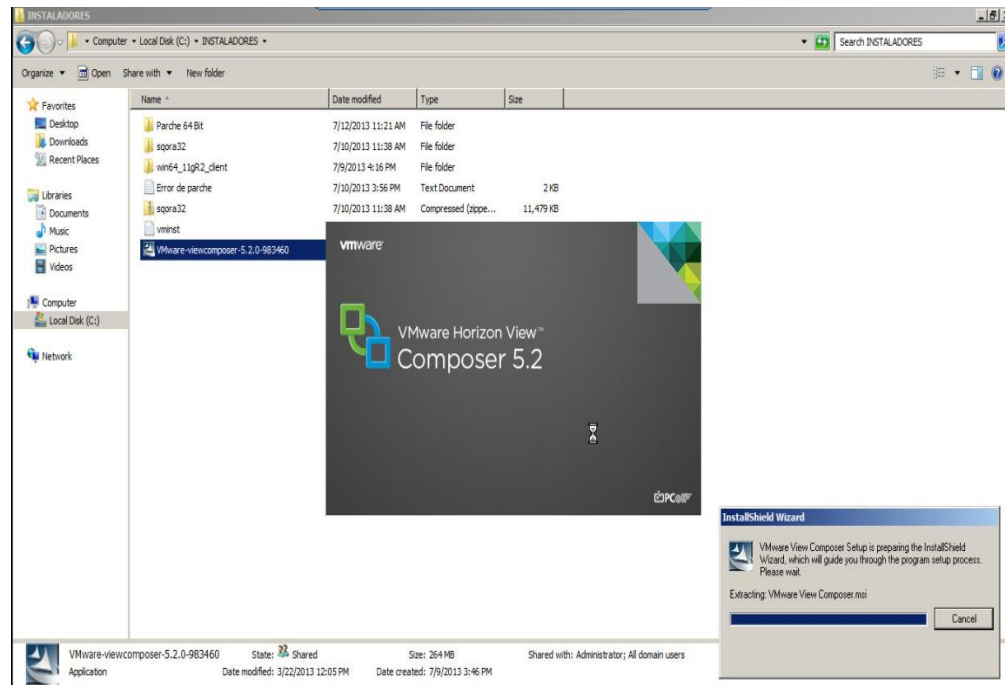 INSTALADORES
Computer
Local Disk (C:)
INSTALADORES
Search INSTALADORES
Organize
Open
Share with
New folder
Favorites
Desktop
Downloads
Recent Places
Libraries
Documents
Music
Pictures
Videos
Computer
Local Disk (C:)
Network
Name Date modified Type Size
Parche 64 Bit 7/12/2013 11:21 AM File folder
sqora32 7/10/2013 11:38 AM File folder
win64_11gR2_client 7/9/2013 4:16 PM File folder
Error de parche 7/10/2013 3:56 PM Text Document 2 KB
sqora32 7/10/2013 11:38 AM Compressed (zippe... 11,479 KB
vminst
VMware-viewcomposer-5.2.0-983460
vmware
VMware Horizon View™
Composer 5.2
PCoIP
InstallShield Wizard
VMware View Composer Setup is preparing the InstallShield
Wizard, which will guide you through the program setup process.
Please wait.
Extracting: VMware View Composer.msi
Cancel
VMware-viewcomposer-5.2.0-983460 State: Shared Size: 264 MB Shared with: Administrator; All domain users
Application Date modified: 3/22/2013 12:05 PM Date created: 7/9/2013 3:46 PM